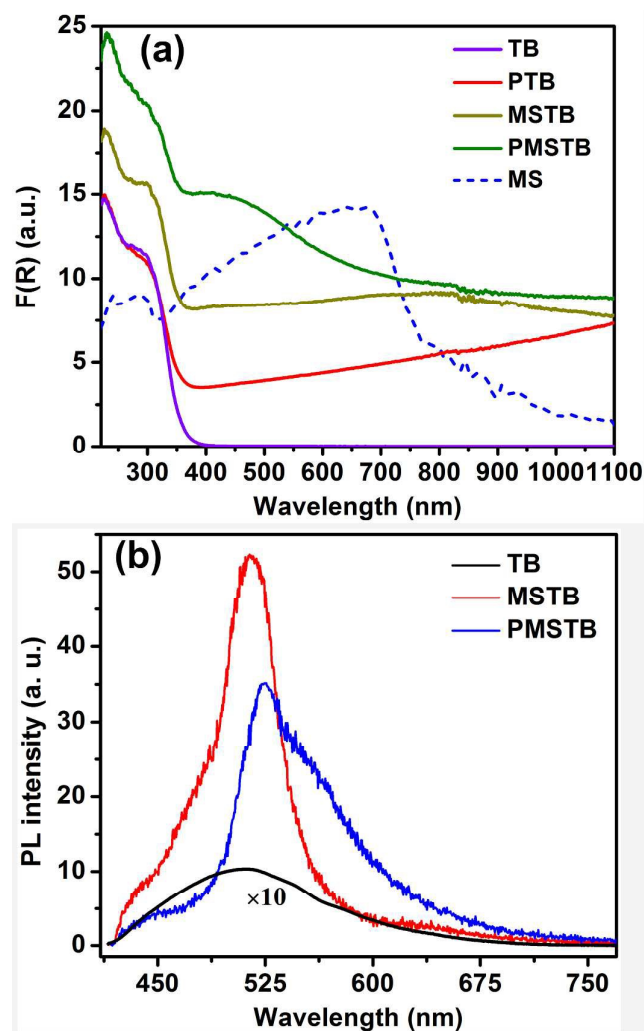 (a)
TB
PTB
MSTB
PMSTB
MS
F(R) (a.u.)
25
20
15
10
5
0
300 400 500 600 700 800 900 1000 1100
Wavelength (nm)
(b)
TB
MSTB
PMSTB
PL intensity (a. u.)
50
40
30
20
10
0
×10
450 525 600 675 750
Wavelength (nm)